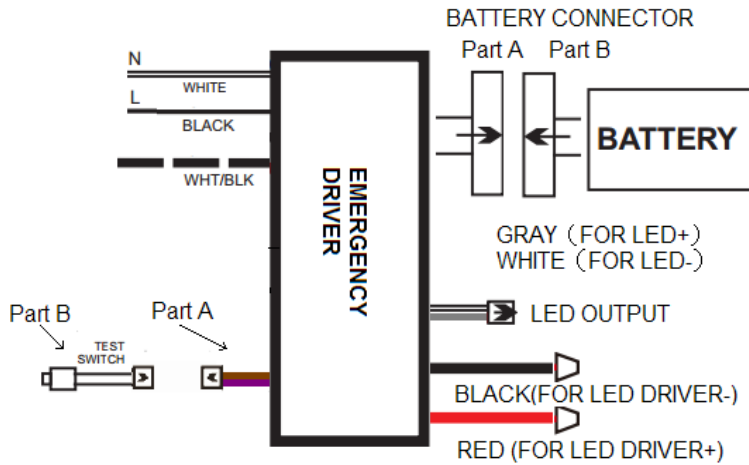 BATTERY CONNECTOR
Part A Part B
N
WHITE
L
BLACK
WHT/BLK
EMERGENCY
DRIVER
BATTERY
GRAY（FOR LED+）
WHITE（FOR LED-）
LED OUTPUT
Part B
Part A
TEST
SWITCH
BLACK(FOR LED DRIVER-)
RED (FOR LED DRIVER+)